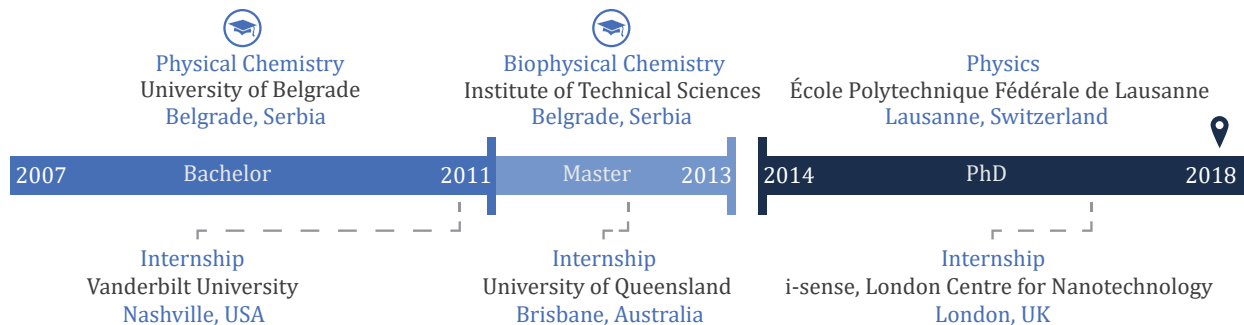 Physical Chemistry
University of Belgrade
Belgrade, Serbia
Biophysical Chemistry
Institute of Technical Sciences
Belgrade, Serbia
Physics
École Polytechnique Fédérale de Lausanne
Lausanne, Switzerland
2007 Bachelor 2011 Master 2013 2014 PhD 2018
Internship
Vanderbilt University
Nashville, USA
Internship
University of Queensland
Brisbane, Australia
Internship
i-sense, London Centre for Nanotechnology
London, UK